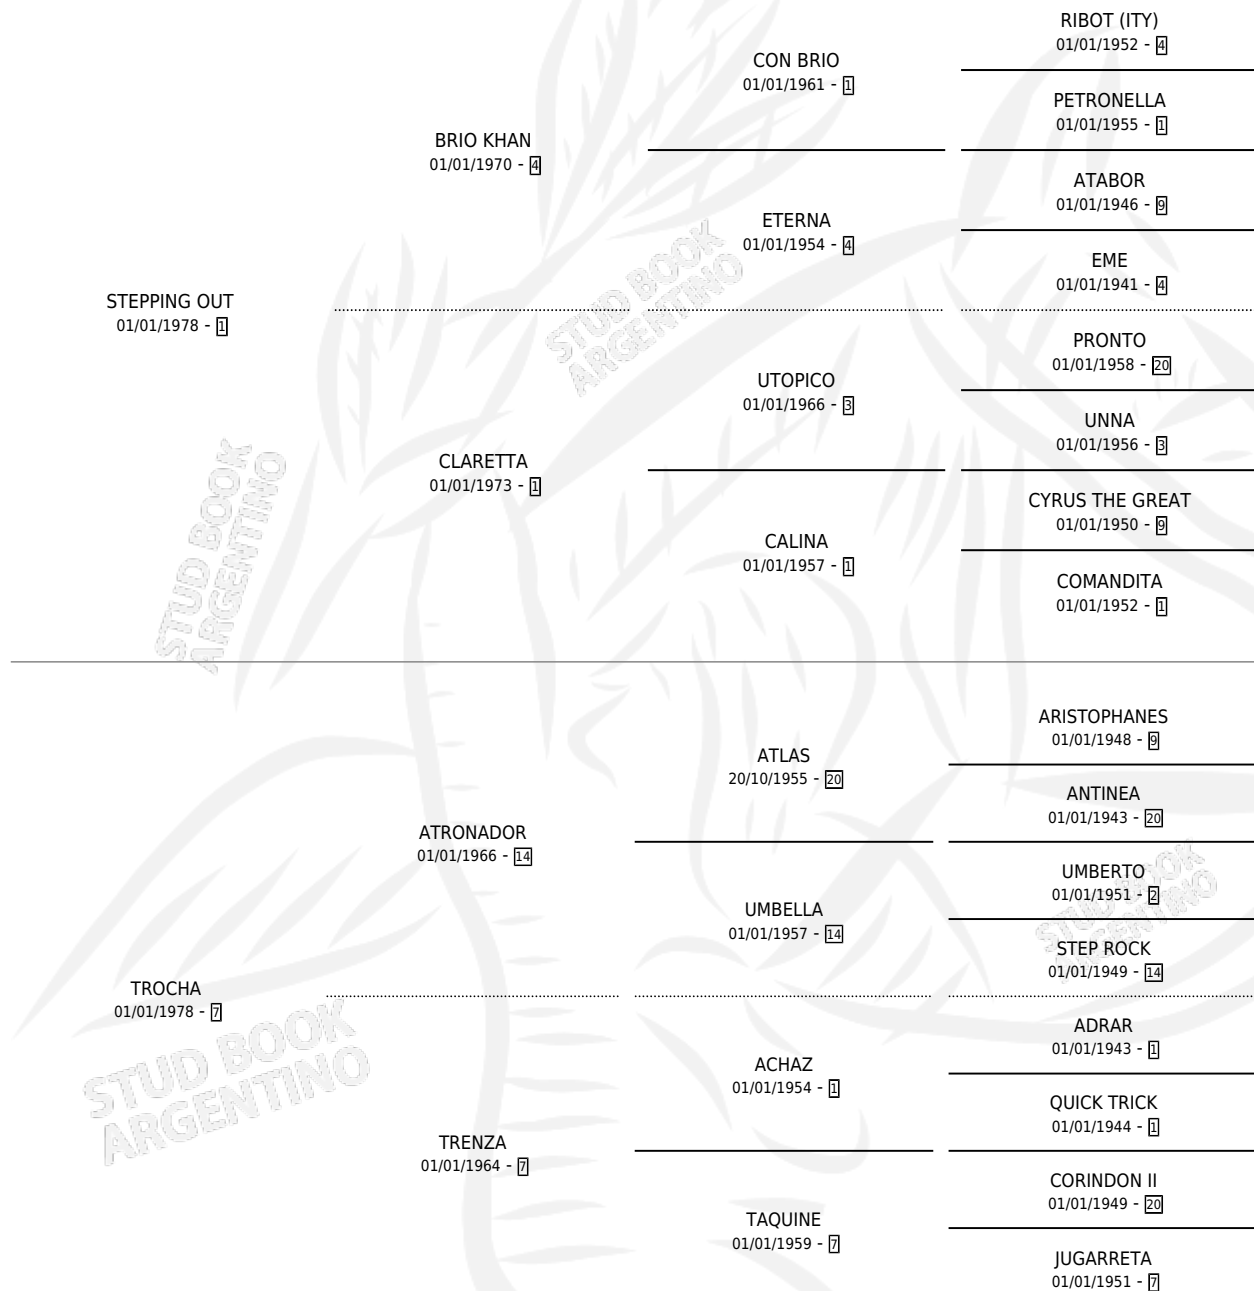 RIBOT (ITY)
01/01/1952 - 4
CON BRIO
01/01/1961 - 1
PETRONELLA
01/01/1955 - 1
BRIO KHAN
01/01/1970 - 4
ATABOR
01/01/1946 - 9
ETERNA
01/01/1954 - 4
EME
01/01/1941 - 4
STEPPING OUT
01/01/1978 - 1
PRONTO
01/01/1958 - 20
UTOPICO
01/01/1966 - 3
UNNA
01/01/1956 - 3
CLARETTA
01/01/1973 - 1
CYRUS THE GREAT
01/01/1950 - 9
CALINA
01/01/1957 - 1
COMANDITA
01/01/1952 - 1
ARISTOPHANES
01/01/1948 - 9
ATLAS
20/10/1955 - 20
ANTINEA
01/01/1943 - 20
ATRONADOR
01/01/1966 - 14
UMBERTO
01/01/1951 - 2
UMBELLA
01/01/1957 - 14
STEP ROCK
01/01/1949 - 14
TROCHA
01/01/1978 - 7
ADRAR
01/01/1943 - 1
ACHAZ
01/01/1954 - 1
QUICK TRICK
01/01/1944 - 1
TRENZA
01/01/1964 - 7
CORINDON II
01/01/1949 - 20
TAQUINE
01/01/1959 - 7
JUGARRETA
01/01/1951 - 7
STUD BOOK
ARGENTINO
STUD BOOK
ARGENTINO
STUD BOOK
ARGENTINO
STUD BOOK
ARGENTINO